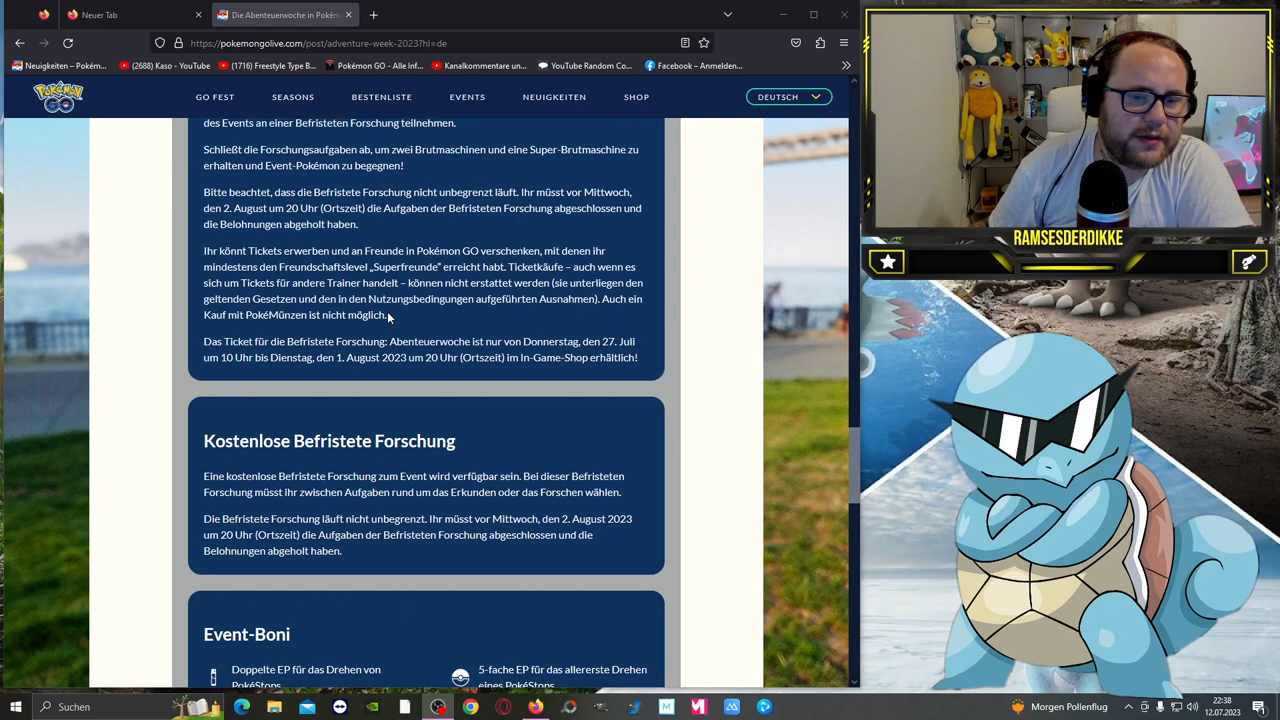 Neuer Tab
Die Abenteuerwoche in Pokém
https://pokemongolive.com/post/adventure-week-2023?hl=de
Neuigkeiten – Pokém...
(2688) Kaso - YouTube
(1716) Freestyle Type B...
Pokémon GO - Alle Inf...
Kanalkommentare un...
YouTube Random Co...
Facebook – Anmelden...
POKÉMON GO
GO FEST
SEASONS
BESTENLISTE
EVENTS
NEUIGKEITEN
SHOP
DEUTSCH
des Events an einer Befristeten Forschung teilnehmen.
Schließt die Forschungsaufgaben ab, um zwei Brutmaschinen und eine Super-Brutmaschine zu
erhalten und Event-Pokémon zu begegnen!
Bitte beachtet, dass die Befristete Forschung nicht unbegrenzt läuft. Ihr müsst vor Mittwoch,
den 2. August um 20 Uhr (Ortszeit) die Aufgaben der Befristeten Forschung abgeschlossen und
die Belohnungen abgeholt haben.
Ihr könnt Tickets erwerben und an Freunde in Pokémon GO verschenken, mit denen ihr
mindestens den Freundschaftslevel „Superfreunde“ erreicht habt. Ticketkäufe – auch wenn es
sich um Tickets für andere Trainer handelt – können nicht erstattet werden (sie unterliegen den
geltenden Gesetzen und den in den Nutzungsbedingungen aufgeführten Ausnahmen). Auch ein
Kauf mit PokéMünzen ist nicht möglich.
Das Ticket für die Befristete Forschung: Abenteuerwoche ist nur von Donnerstag, den 27. Juli
um 10 Uhr bis Dienstag, den 1. August 2023 um 20 Uhr (Ortszeit) im In-Game-Shop erhältlich!
Kostenlose Befristete Forschung
Eine kostenlose Befristete Forschung zum Event wird verfügbar sein. Bei dieser Befristeten
Forschung müsst ihr zwischen Aufgaben rund um das Erkunden oder das Forschen wählen.
Die Befristete Forschung läuft nicht unbegrenzt. Ihr müsst vor Mittwoch, den 2. August 2023
um 20 Uhr (Ortszeit) die Aufgaben der Befristeten Forschung abgeschlossen und die
Belohnungen abgeholt haben.
Event-Boni
Doppelte EP für das Drehen von
PokéStops
5-fache EP für das allererste Drehen
eines PokéStops
RAMSESDERDIKKE
Suchen
Morgen Pollenflug
22:38
12.07.2023